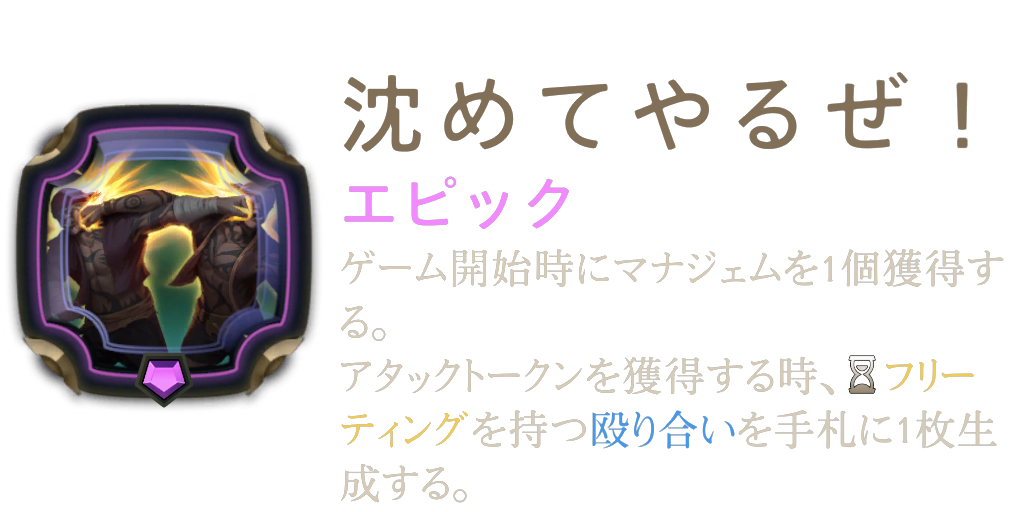 沈めてやるぜ！
エピック
ゲーム開始時にマナジェムを1個獲得す
る。
アタックトークンを獲得する時、フリー
ティングを持つ殴り合いを手札に1枚生
成する。